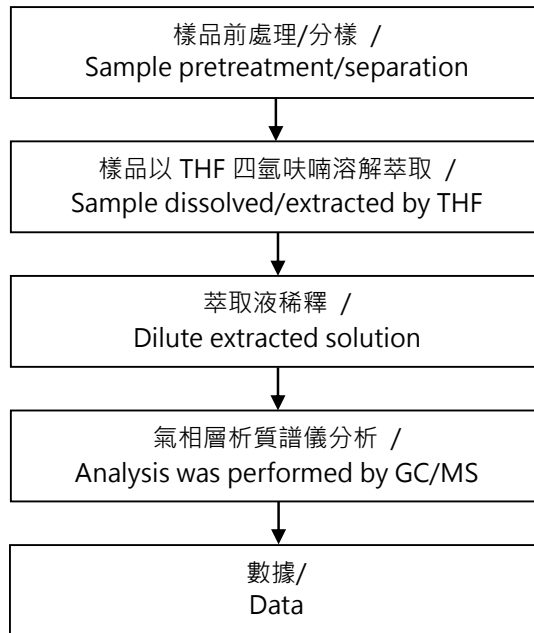 樣品前處理/分樣 /
Sample pretreatment/separation
樣品以 THF 四氫呋喃溶解萃取 /
Sample dissolved/extracted by THF
萃取液稀釋 /
Dilute extracted solution
氣相層析質譜儀分析 /
Analysis was performed by GC/MS
數據/
Data